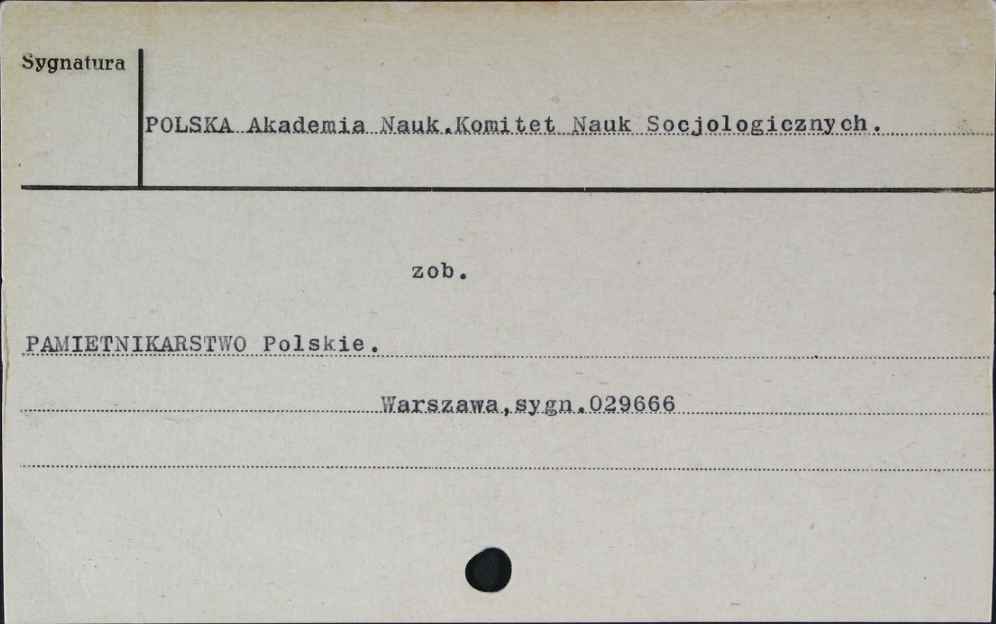 Sygnatura
POLSKA Akademia Nauk.Komitet Nauk Socjologicznych.
zob.
PAMIETNIKARSTWO Polskie.
Warszawa,sygn.029666